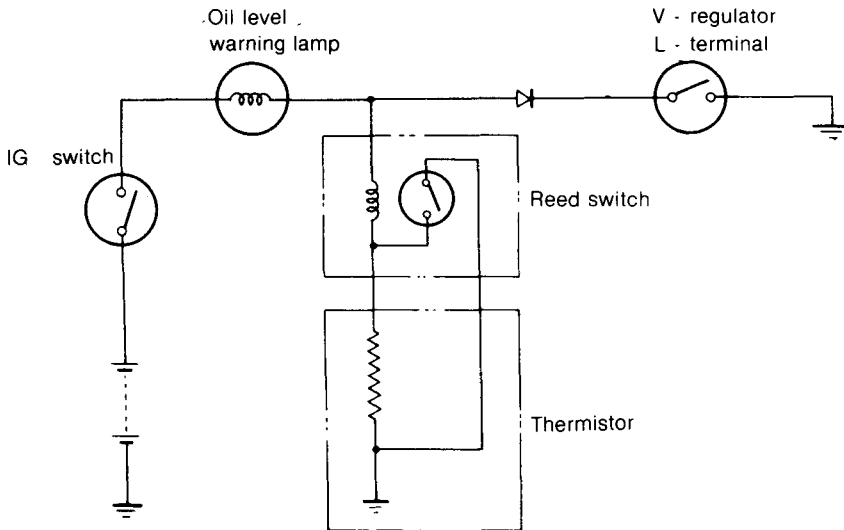 Oil level
warning lamp
V - regulator
L - terminal
IG switch
Reed switch
Thermistor